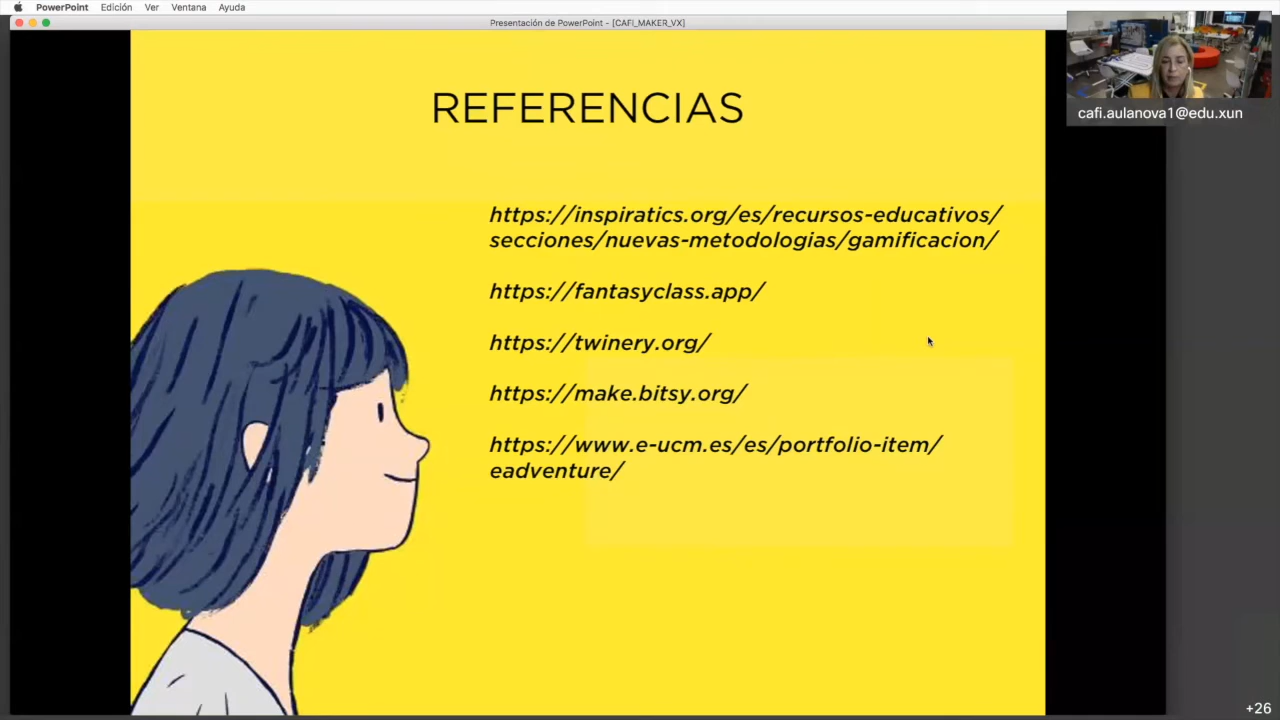 PowerPoint Edición Ver Ventana Ayuda
Presentación de PowerPoint - [CAFI_MAKER_VX]
cafi.aulanova1@edu.xun
REFERENCIAS
https://inspiratics.org/es/recursos-educativos/
secciones/nuevas-metodologias/gamificacion/
https://fantasyclass.app/
https://twinery.org/
https://make.bitsy.org/
https://www.e-ucm.es/es/portfolio-item/
eadventure/
+26